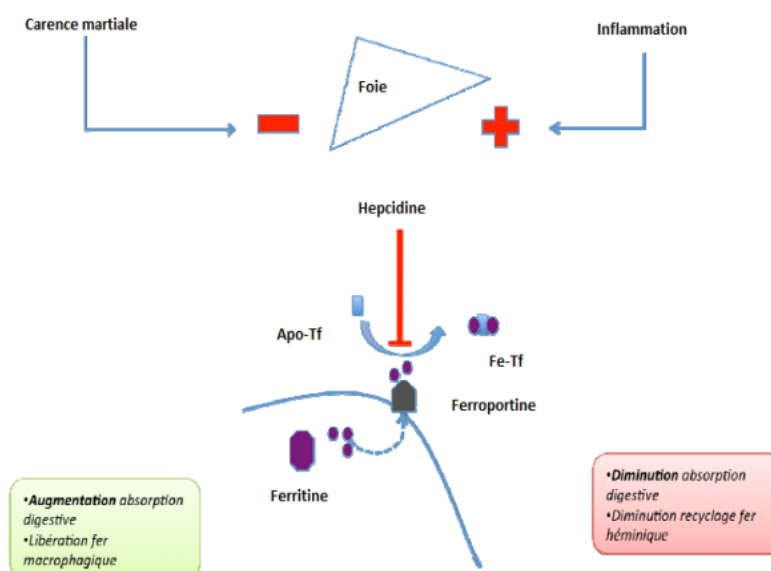 Carence martiale
Inflammation
Foie
Hepcidine
Apo-Tf
Fe-Tf
Ferroportine
Ferritine
•Augmentation absorption
digestive
•Libération fer
macrophagique
•Diminution absorption
digestive
•Diminution recyclage fer
héminique